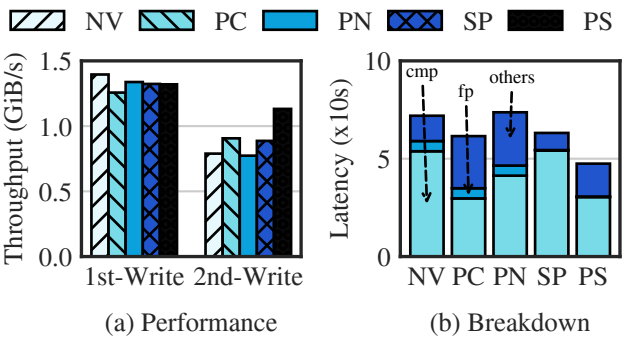 NV PC PN SP PS
Throughput (GiB/s)
1.5
1.0
0.5
0.0
1st-Write 2nd-Write
(a) Performance
Latency (x10s)
10
5
0
cmp
fp
others
NV PC PN SP PS
(b) Breakdown